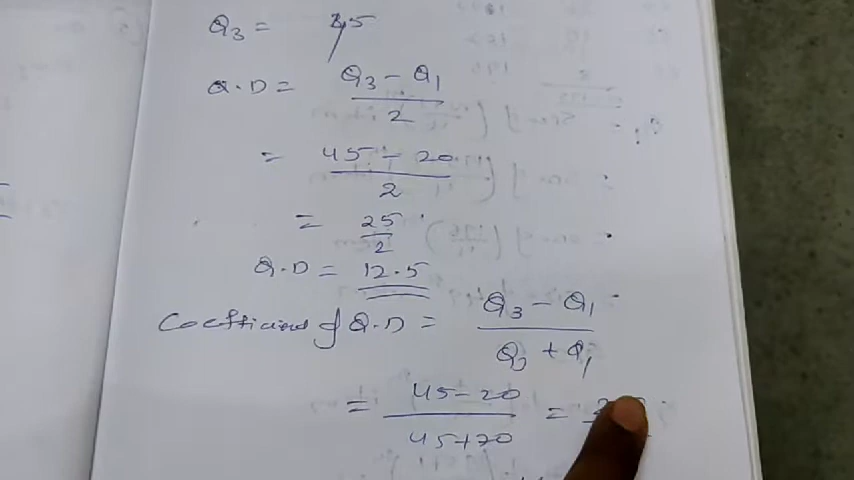 Q3 = 45
Q.D = Q3 - Q1
2
= 45 - 20
2
= 25
2
Q.D = 12.5
Coefficient of Q.D = Q3 - Q1
Q3 + Q1
= 45 - 20 =
45 + 20